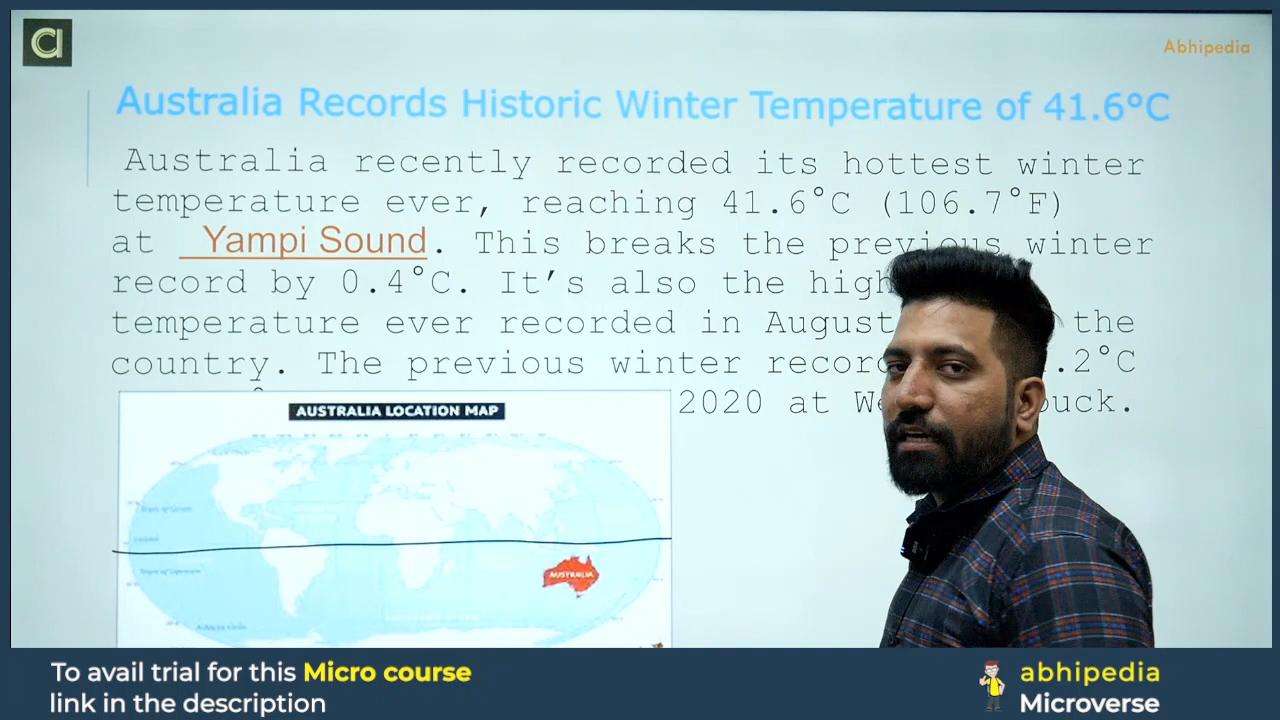 Abhipedia
Australia Records Historic Winter Temperature of 41.6°C
Australia recently recorded its hottest winter
temperature ever, reaching 41.6°C (106.7°F)
at Yampi Sound. This breaks the previous winter
record by 0.4°C. It's also the
temperature ever recorded in August the
country. The previous winter .2°C
2020 at
AUSTRALIA LOCATION MAP
AUSTRALIA
To avail trial for this Micro course
link in the description
abhipedia
Microverse